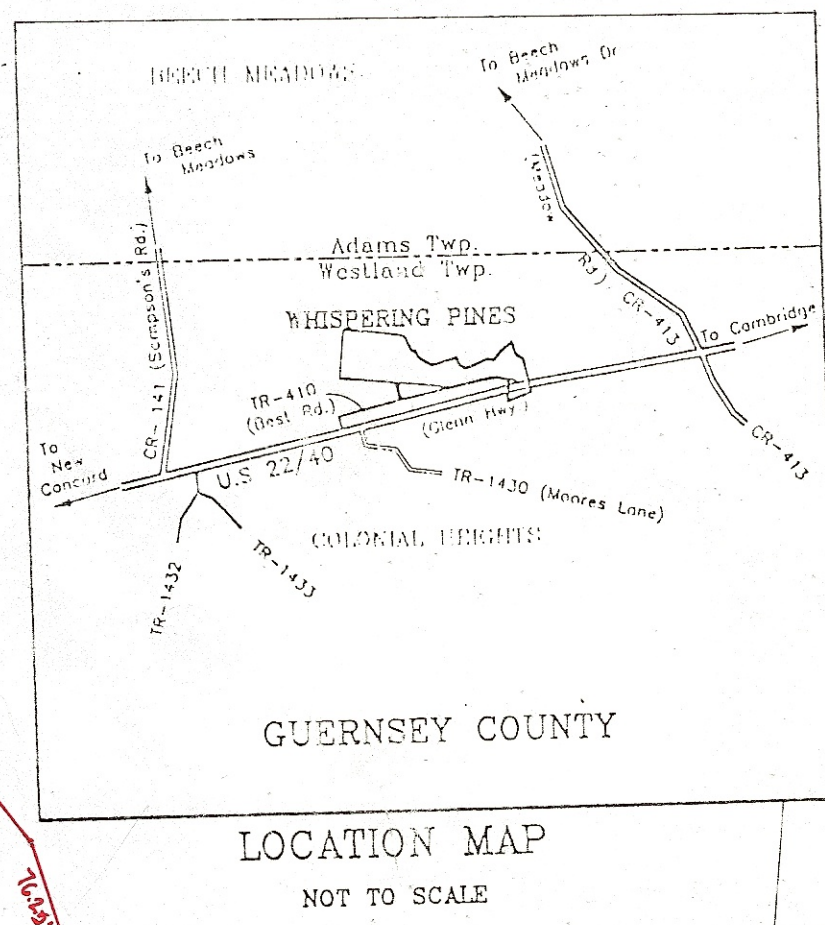 BEECH MEADOWS
To Beech
Meadows Dr
To Beech
Meadows
(Meadow
Rd.) CR-413
Adams Twp.
Westland Twp.
CR-141 (Sampson's Rd.)
WHISPERING PINES
To Cambridge
TR-410
(Best Rd.)
(Glenn Hwy.)
To
New
Concord
U.S 22/40
CR-413
TR-1430 (Moores Lane)
COLONIAL HEIGHTS
TR-1432
TR-1433
GUERNSEY COUNTY
LOCATION MAP
NOT TO SCALE